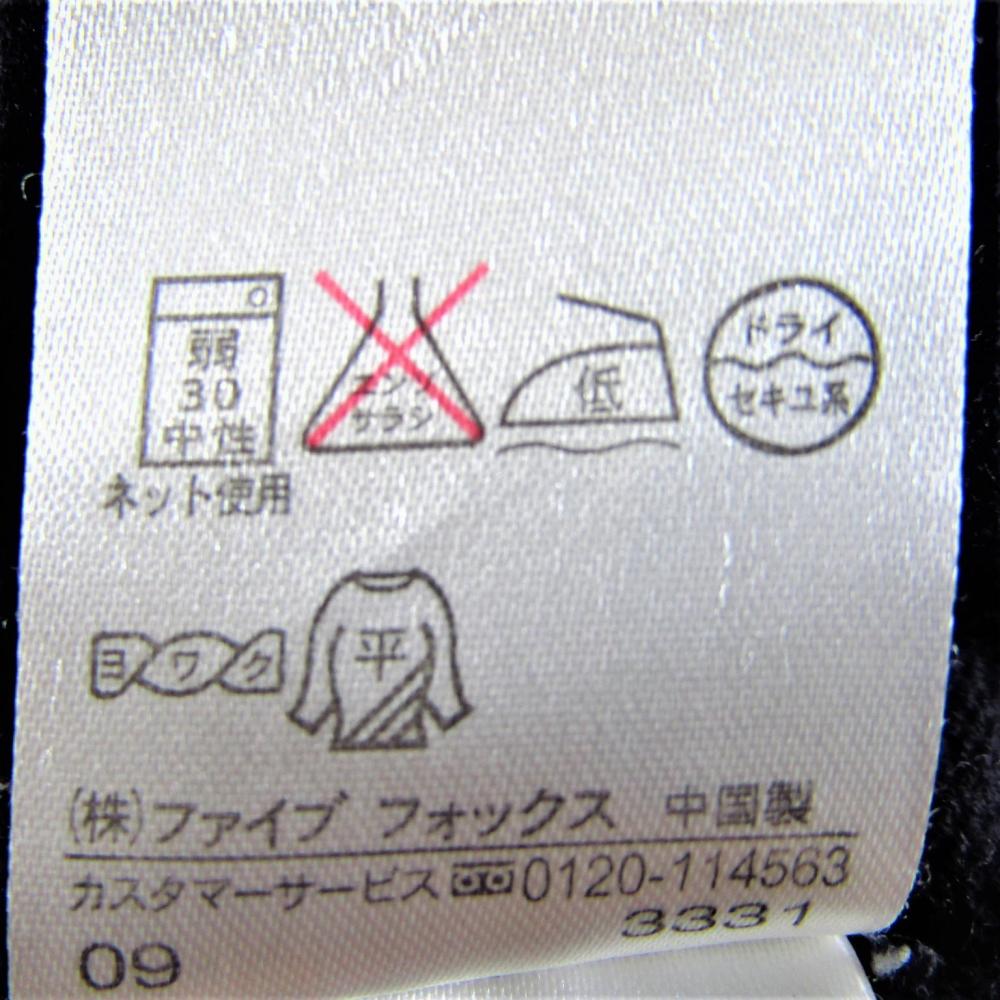 弱
30
中性
ネット使用
エンソ
サラシ
低
ドライ
セキユ系
ヨワク
平
(株)ファイブ フォックス 中国製
カスタマーサービス 0120-114563
3331
09